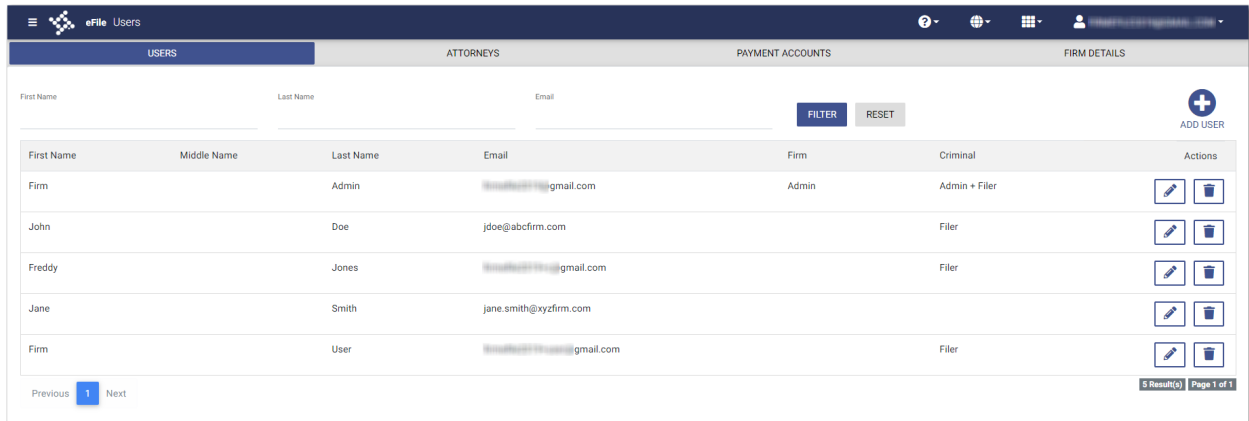 eFile Users
USERS ATTORNEYS PAYMENT ACCOUNTS FIRM DETAILS
First Name Last Name Email
FILTER RESET
ADD USER
First Name Middle Name Last Name Email Firm Criminal Actions
Firm Admin gmail.com Admin Admin + Filer
John Doe jdoe@abcfirm.com Filer
Freddy Jones gmail.com Filer
Jane Smith jane.smith@xyzfirm.com
Firm User gmail.com Filer
Previous 1 Next
5 Result(s) Page 1 of 1